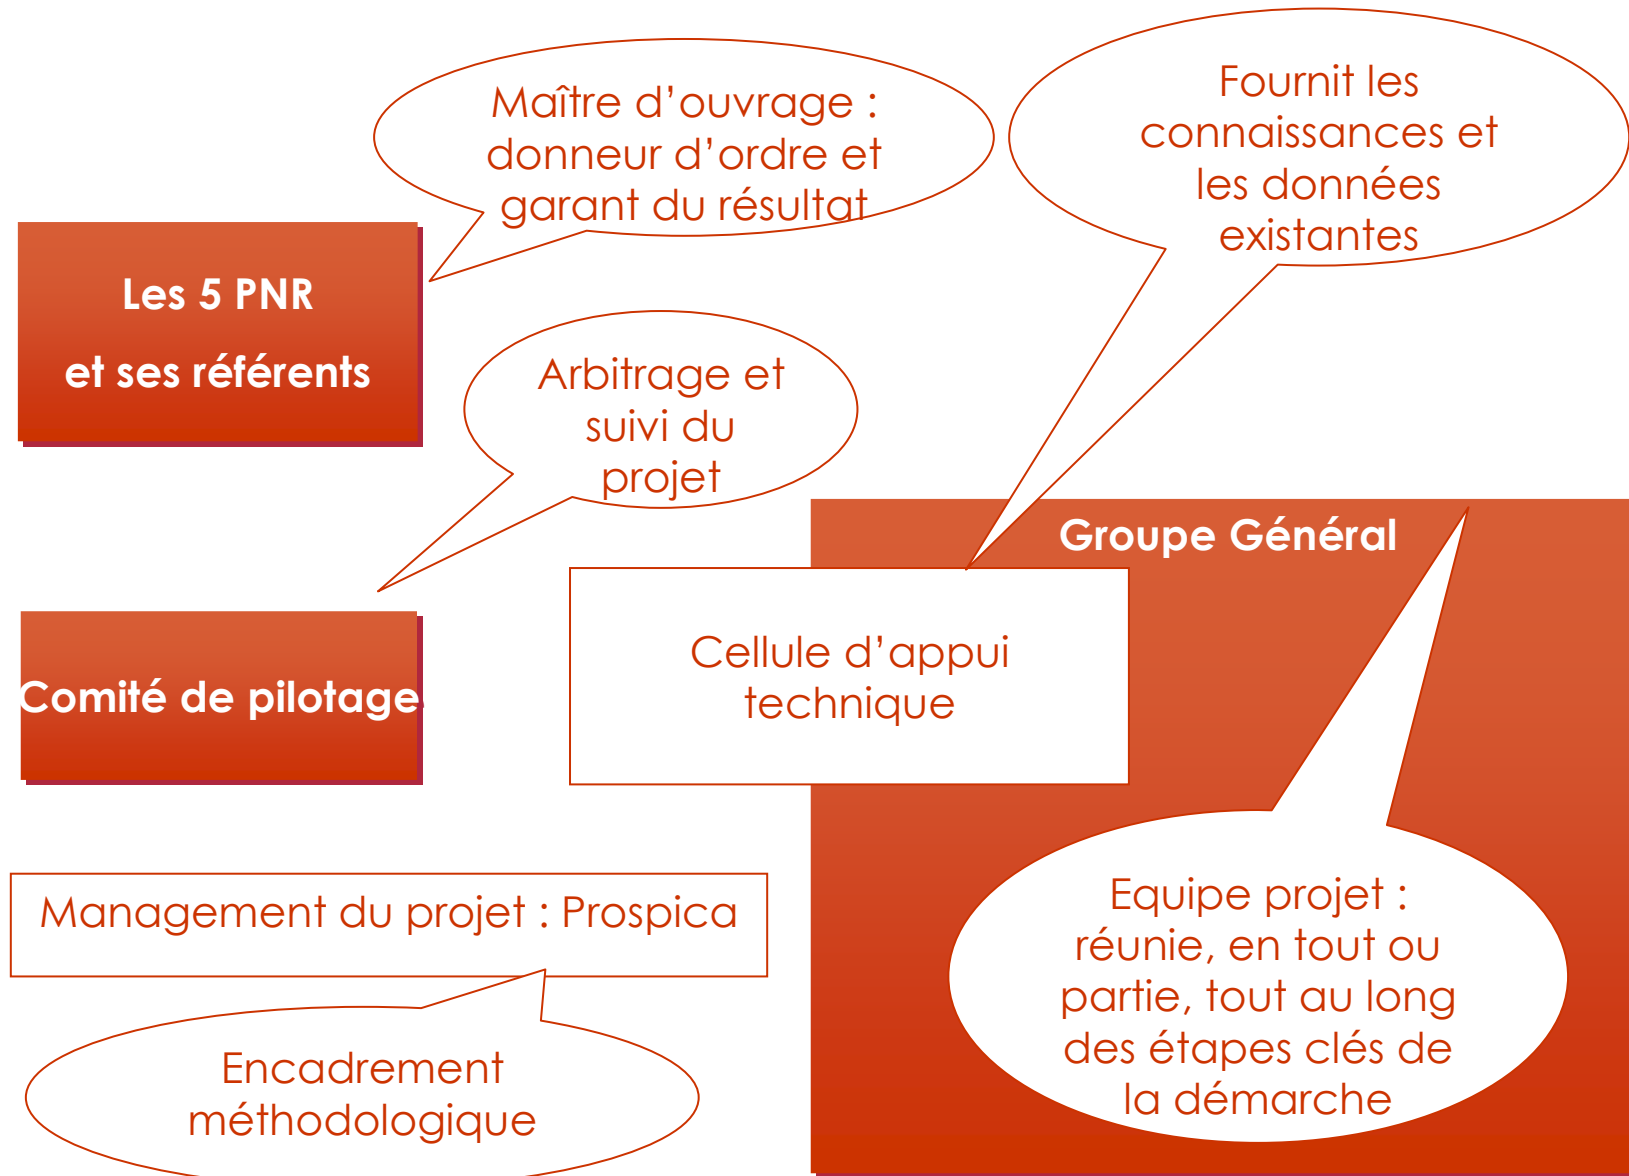 Maître d’ouvrage :
donneur d’ordre et
garant du résultat
Fournit les
connaissances et
les données
existantes
Les 5 PNR
et ses référents
Arbitrage et
suivi du
projet
Groupe Général
Cellule d’appui
technique
Comité de pilotage
Management du projet : Prospica
Equipe projet :
réunie, en tout ou
partie, tout au long
des étapes clés de
la démarche
Encadrement
méthodologique